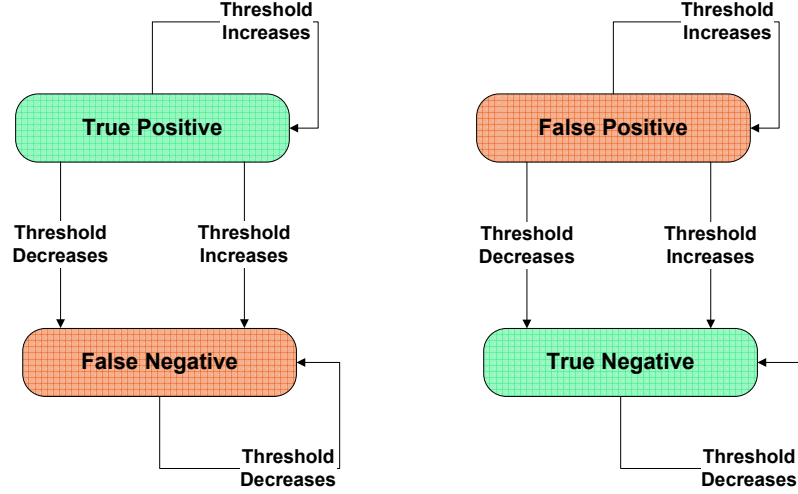 Threshold
Increases
True Positive
Threshold
Decreases
Threshold
Increases
False Negative
Threshold
Decreases
Threshold
Increases
False Positive
Threshold
Decreases
Threshold
Increases
True Negative
Threshold
Decreases